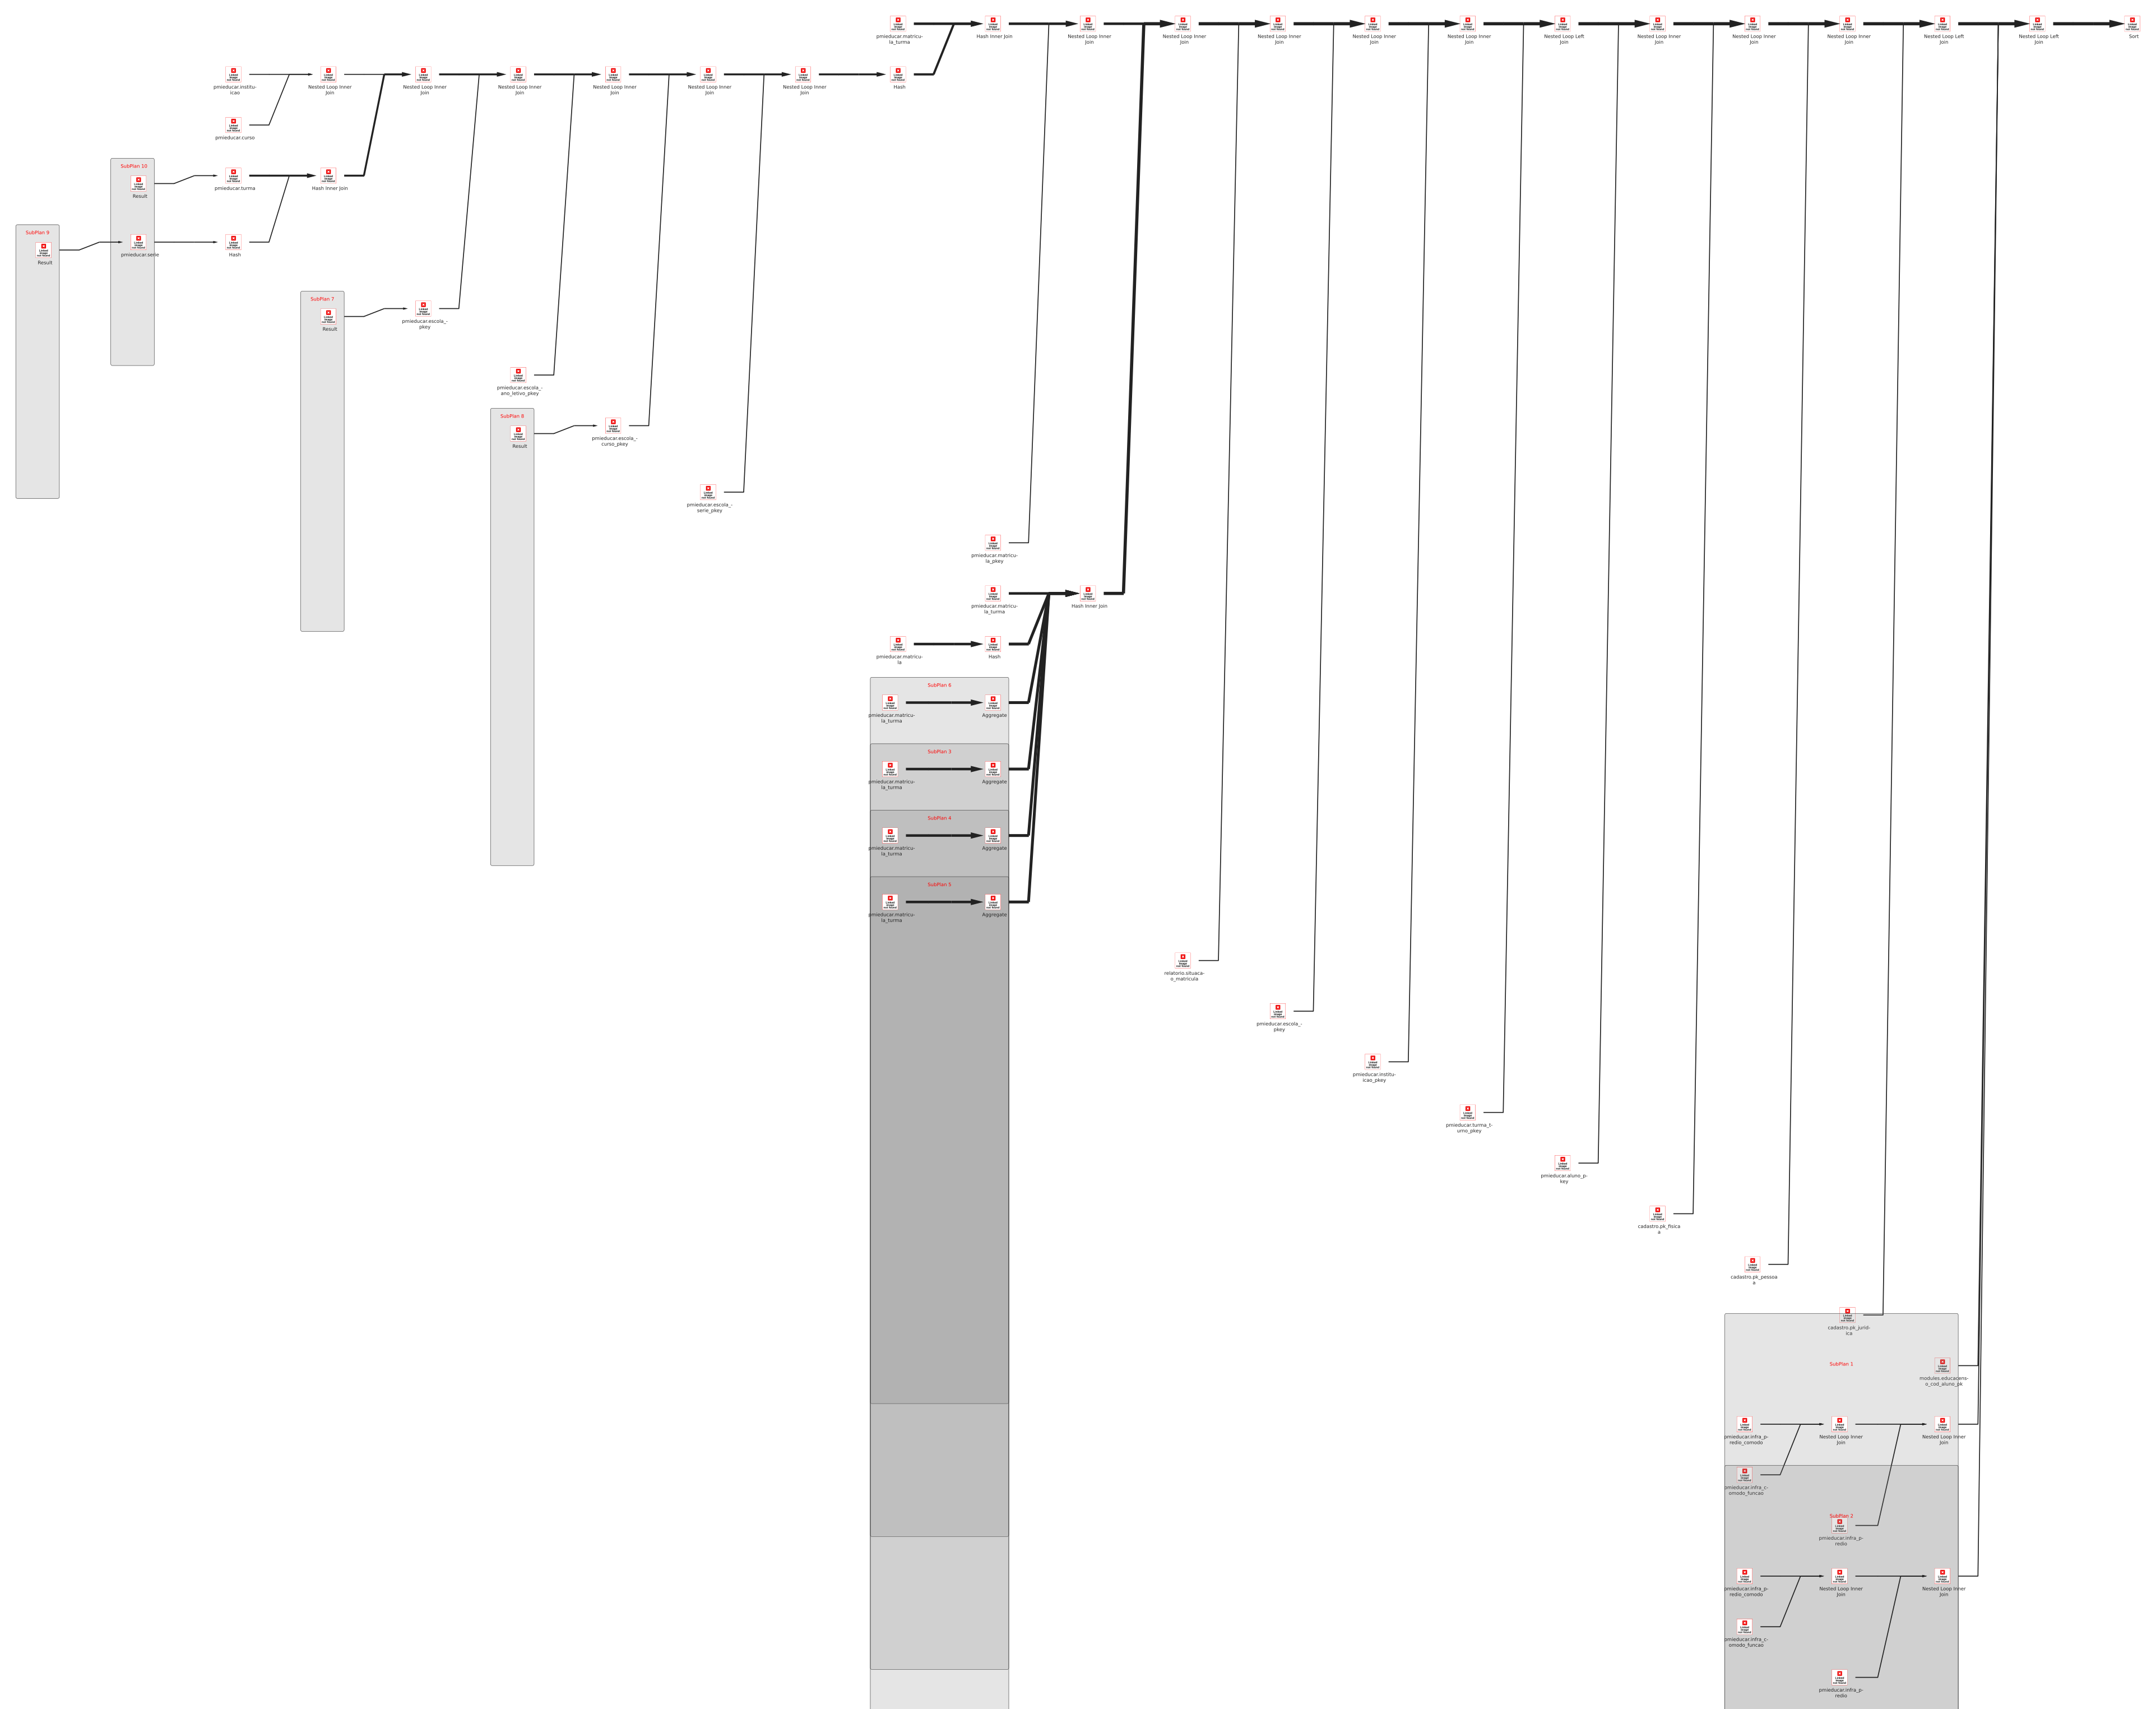 pmieducar.matricu-
la_turma
Hash Inner Join
Nested Loop Inner
Join
Nested Loop Inner
Join
Nested Loop Inner
Join
Nested Loop Inner
Join
Nested Loop Inner
Join
Nested Loop Left
Join
Nested Loop Inner
Join
Nested Loop Inner
Join
Nested Loop Inner
Join
Nested Loop Left
Join
Nested Loop Left
Join
Sort
pmieducar.institu-
icao
Nested Loop Inner
Join
Nested Loop Inner
Join
Nested Loop Inner
Join
Nested Loop Inner
Join
Nested Loop Inner
Join
Nested Loop Inner
Join
Hash
pmieducar.curso
SubPlan 10
Result
pmieducar.turma
Hash Inner Join
SubPlan 9
Result
pmieducar.serie
Hash
SubPlan 7
Result
pmieducar.escola_-
pkey
pmieducar.escola_-
ano_letivo_pkey
SubPlan 8
Result
pmieducar.escola_-
curso_pkey
pmieducar.escola_-
serie_pkey
pmieducar.matricu-
la_pkey
pmieducar.matricu-
la_turma
Hash Inner Join
pmieducar.matricu-
la
Hash
SubPlan 6
pmieducar.matricu-
la_turma
Aggregate
SubPlan 3
pmieducar.matricu-
la_turma
Aggregate
SubPlan 4
pmieducar.matricu-
la_turma
Aggregate
SubPlan 5
pmieducar.matricu-
la_turma
Aggregate
relatorio.situaca-
o_matricula
pmieducar.escola_-
pkey
pmieducar.institu-
icao_pkey
pmieducar.turma_t-
urno_pkey
pmieducar.aluno_p-
key
cadastro.pk_fisica
a
cadastro.pk_pessoa
a
cadastro.pk_jurid-
ica
SubPlan 1
modules.educacens-
o_cod_aluno_pk
pmieducar.infra_p-
redio_comodo
Nested Loop Inner
Join
Nested Loop Inner
Join
pmieducar.infra_c-
omodo_funcao
SubPlan 2
pmieducar.infra_p-
redio
pmieducar.infra_p-
redio_comodo
Nested Loop Inner
Join
Nested Loop Inner
Join
pmieducar.infra_c-
omodo_funcao
pmieducar.infra_p-
redio